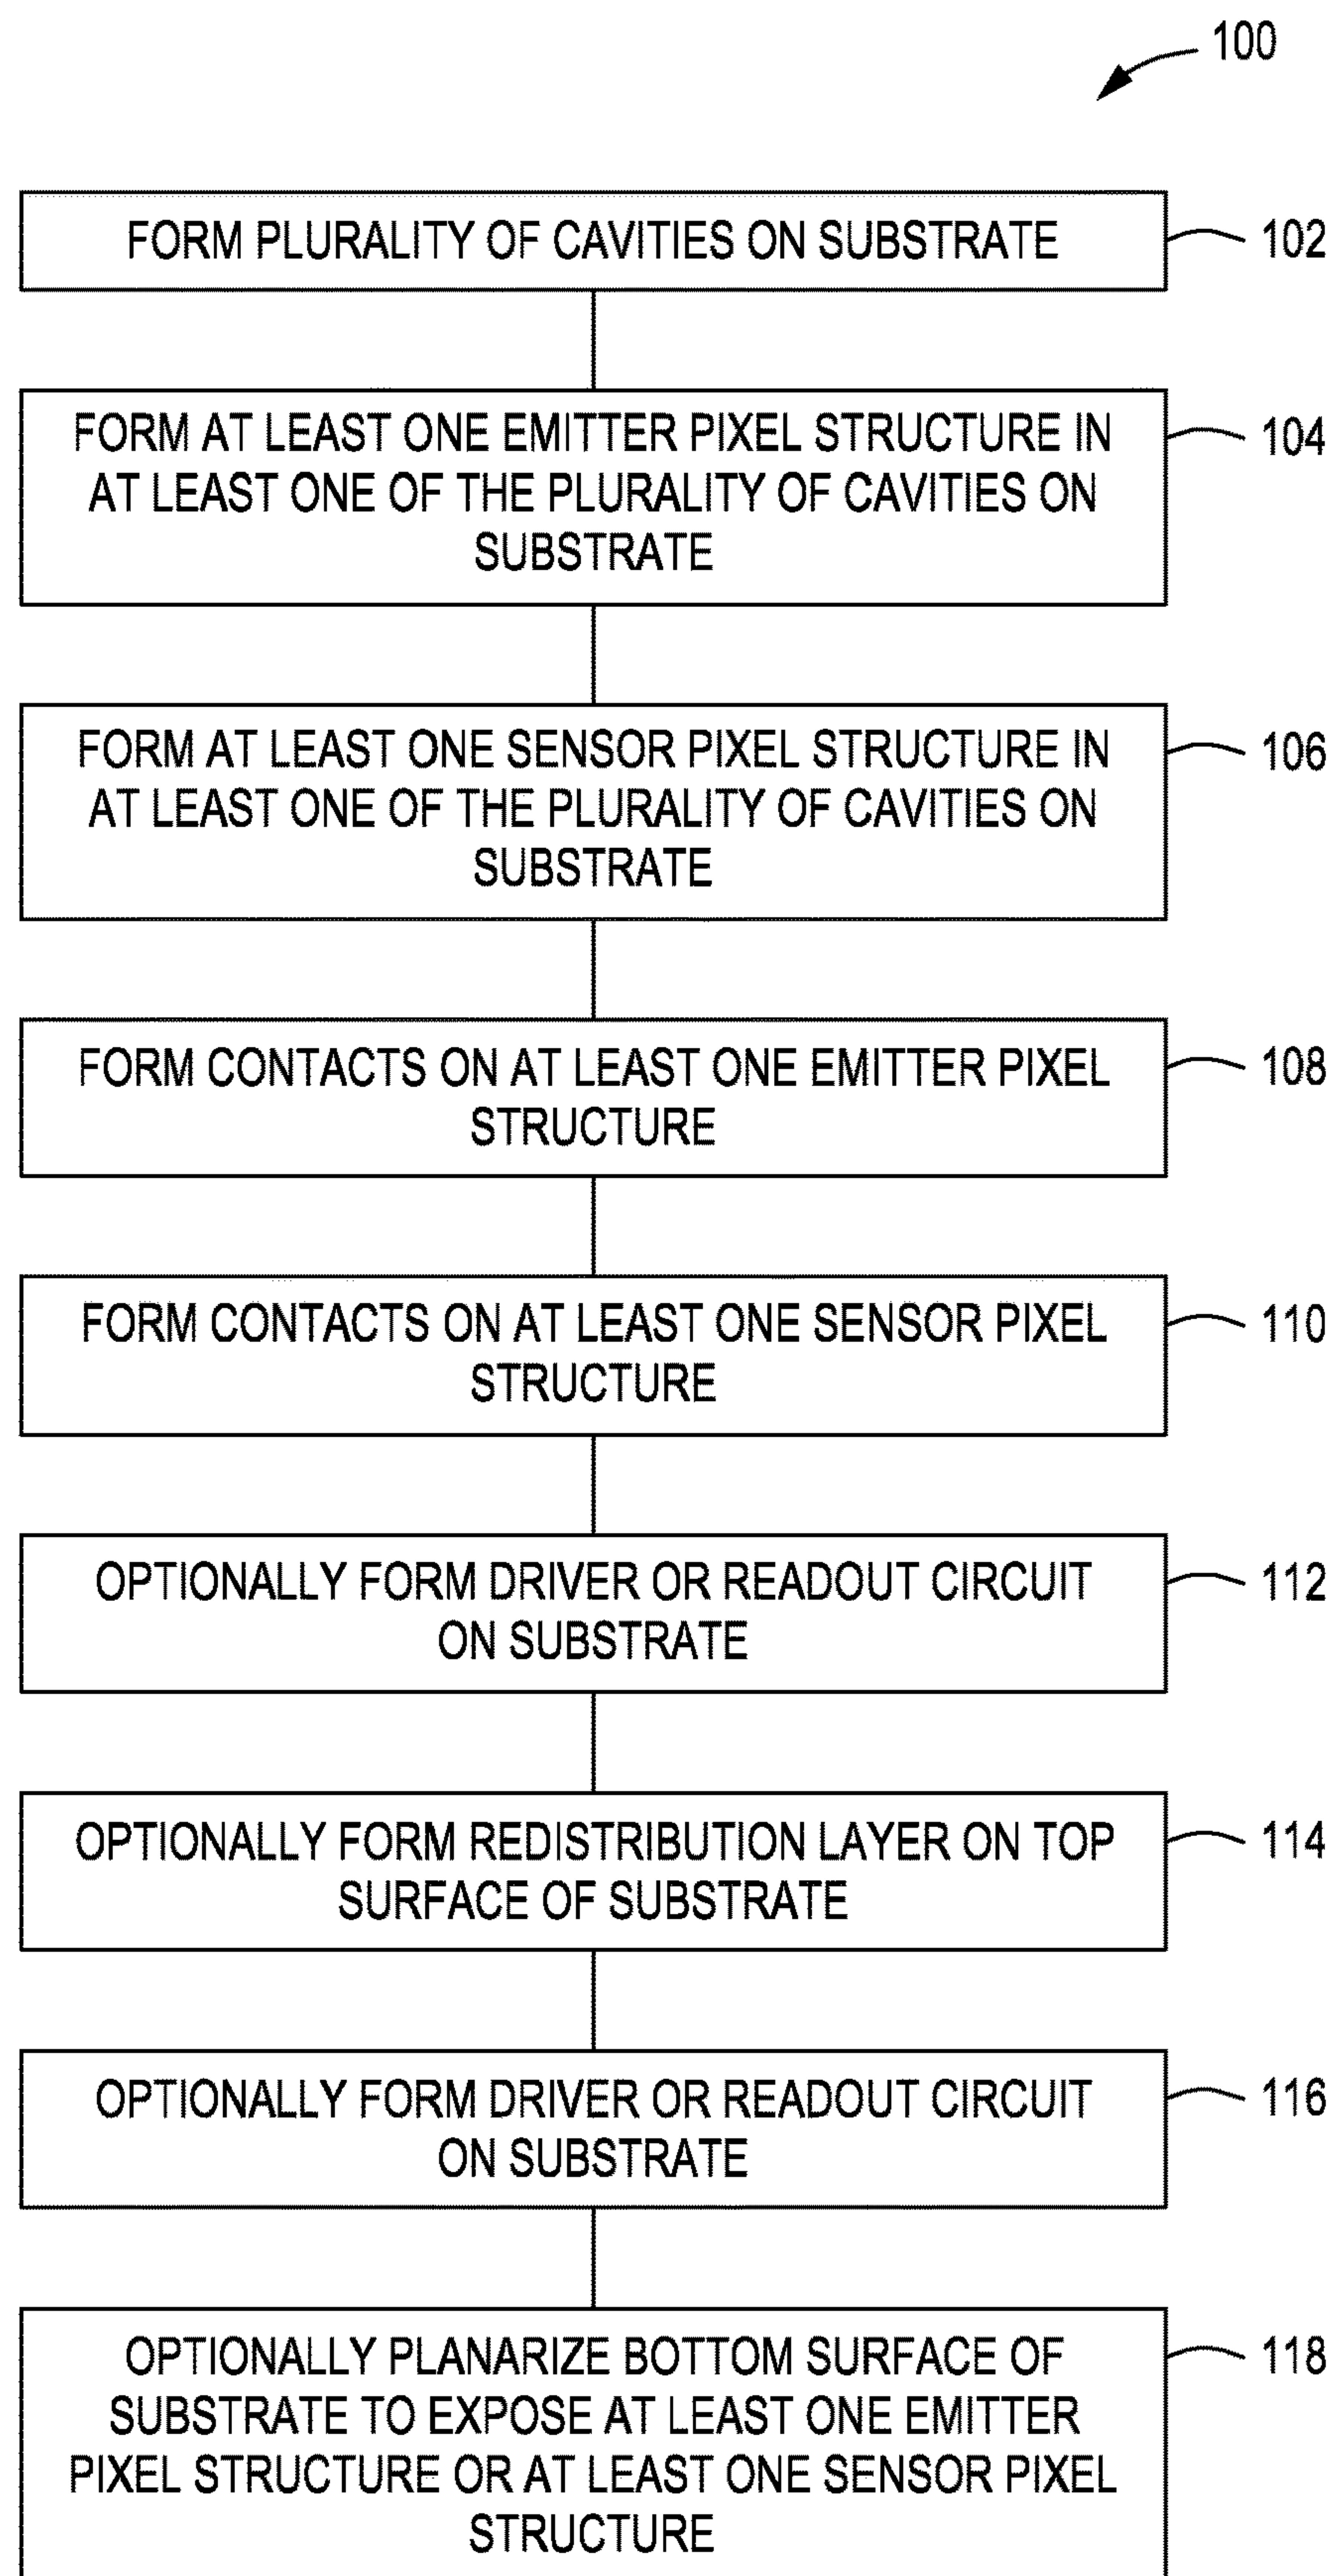 100
FORM PLURALITY OF CAVITIES ON SUBSTRATE
102
FORM AT LEAST ONE EMITTER PIXEL STRUCTURE IN
AT LEAST ONE OF THE PLURALITY OF CAVITIES ON
SUBSTRATE
104
FORM AT LEAST ONE SENSOR PIXEL STRUCTURE IN
AT LEAST ONE OF THE PLURALITY OF CAVITIES ON
SUBSTRATE
106
FORM CONTACTS ON AT LEAST ONE EMITTER PIXEL
STRUCTURE
108
FORM CONTACTS ON AT LEAST ONE SENSOR PIXEL
STRUCTURE
110
OPTIONALLY FORM DRIVER OR READOUT CIRCUIT
ON SUBSTRATE
112
OPTIONALLY FORM REDISTRIBUTION LAYER ON TOP
SURFACE OF SUBSTRATE
114
OPTIONALLY FORM DRIVER OR READOUT CIRCUIT
ON SUBSTRATE
116
OPTIONALLY PLANARIZE BOTTOM SURFACE OF
SUBSTRATE TO EXPOSE AT LEAST ONE EMITTER
PIXEL STRUCTURE OR AT LEAST ONE SENSOR PIXEL
STRUCTURE
118